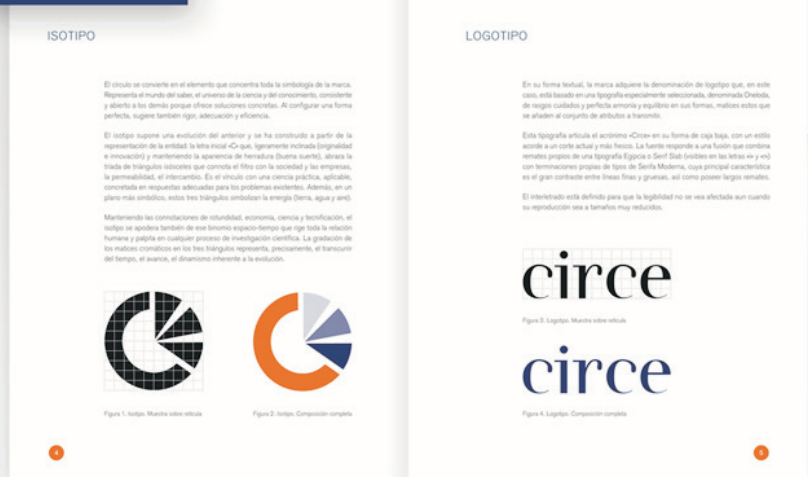 ISOTIPO
El círculo se convierte en el elemento que concentra toda la simbología de la marca.
Representa el mundo del saber, el universo de la ciencia y del conocimiento, consistente
y abierto a los demás porque ofrece soluciones concretas. Al configurar una forma
perfecta, sugiere también rigor, adecuación y eficiencia.
El isotipo supone una evolución del anterior y se ha construido a partir de la
representación de la entidad: la letra inicial «C» que, ligeramente inclinada (originalidad
e innovación) y manteniendo la apariencia de herradura (buena suerte), abraza la
tríada de triángulos isósceles que connota el filtro con la sociedad y las empresas,
la permeabilidad, el intercambio. Es el vínculo con una ciencia práctica, aplicable,
concretada en respuestas adecuadas para los problemas existentes. Además, en un
plano más simbólico, estos tres triángulos simbolizan la energía (tierra, agua y aire).
Manteniendo las connotaciones de rotundidad, economía, ciencia y tecnificación, el
isotipo se apodera también de ese binomio espacio-tiempo que rige toda la relación
humana y palpita en cualquier proceso de investigación científica. La gradación de
los matices cromáticos en los tres triángulos representa, precisamente, el transcurrir
del tiempo, el avance, el dinamismo inherente a la evolución.
Figura 1. Isotipo. Muestra sobre retícula
Figura 2. Isotipo. Composición completa
4
LOGOTIPO
En su forma textual, la marca adquiere la denominación de logotipo que, en este
caso, está basado en una tipografía especialmente seleccionada, denominada Oneloda,
de rasgos cuidados y perfecta armonía y equilibrio en sus formas, matices estos que
se añaden al conjunto de atributos a transmitir.
Esta tipografía articula el acrónimo «Circe» en su forma de caja baja, con un estilo
acorde a un corte actual y más fresco. La fuente responde a una fusión que combina
remates propios de una tipografía Egipcia o Serif Slab (visibles en las letras «i» y «r»)
con terminaciones propias de tipos de Serifa Moderna, cuya principal característica
es el gran contraste entre líneas finas y gruesas, así como poseer largos remates.
El interletrado está definido para que la legibilidad no se vea afectada aun cuando
su reproducción sea a tamaños muy reducidos.
circe
Figura 3. Logotipo. Muestra sobre retícula
circe
Figura 4. Logotipo. Composición completa
5